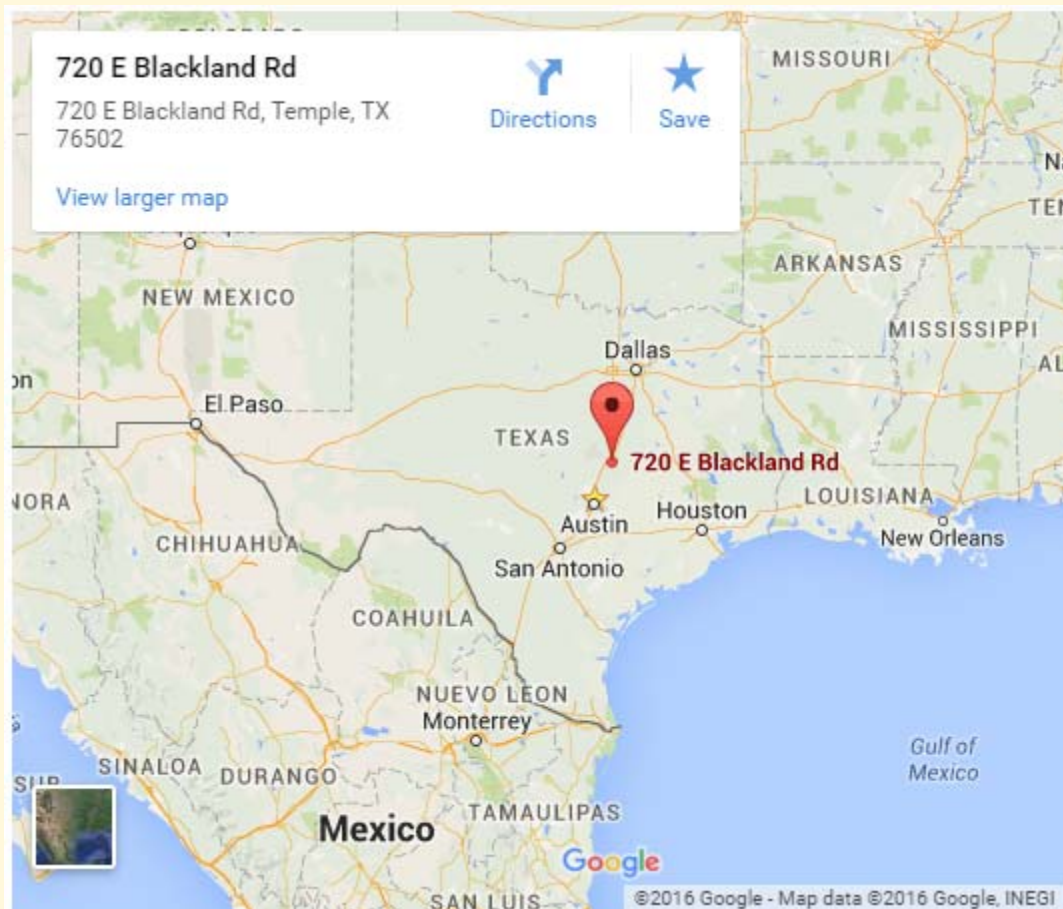 720 E Blackland Rd
720 E Blackland Rd, Temple, TX
76502
Directions
Save
View larger map
MISSOURI
ARKANSAS
NEW MEXICO
MISSISSIPPI
Dallas
El Paso
TEXAS
720 E Blackland Rd
LOUISIANA
Austin
Houston
New Orleans
CHIHUAHUA
San Antonio
COAHUILA
NUEVO LEON
Monterrey
Gulf of
Mexico
SINALOA
DURANGO
TAMAULIPAS
Mexico
Google
SAN LUIS
©2016 Google - Map data ©2016 Google, INEGI